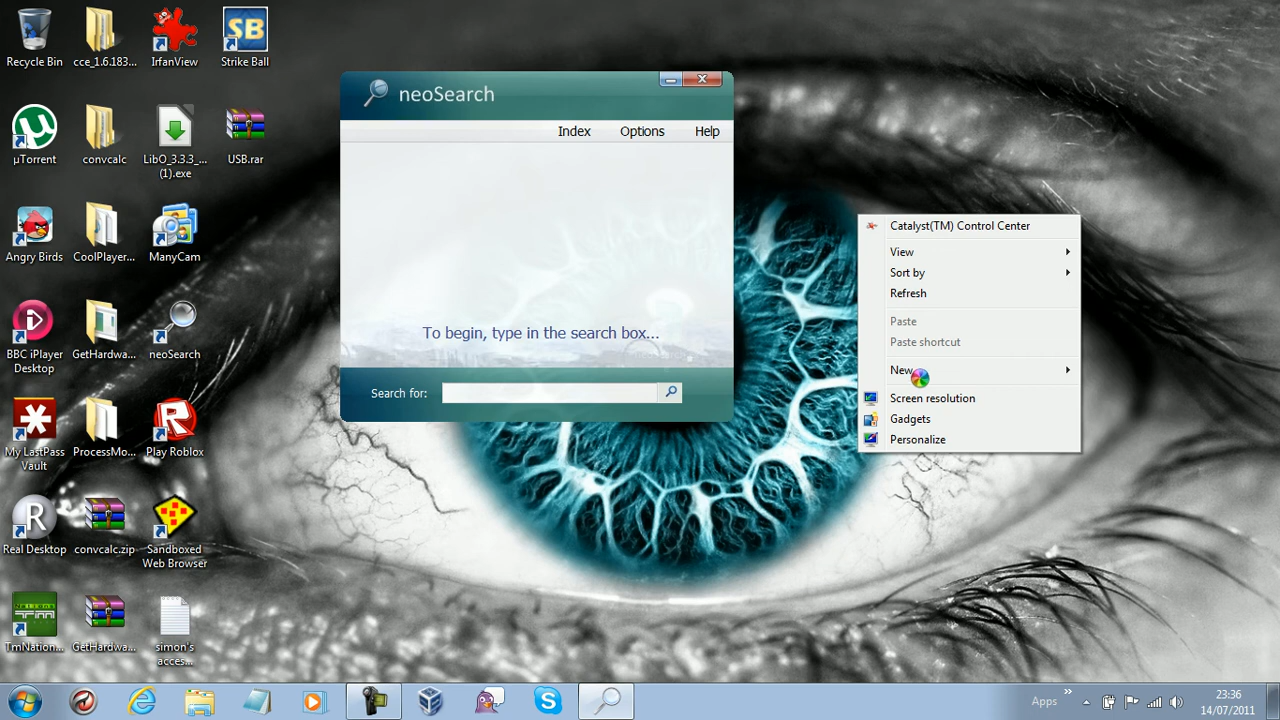 Recycle Bin
cce_1.6.183...
IrfanView
SB
Strike Ball
µTorrent
convcalc
LibO_3.3.3_...
(1).exe
USB.rar
Angry Birds
CoolPlayer...
ManyCam
BBC iPlayer
Desktop
GetHardwa...
neoSearch
My LastPass
Vault
ProcessMo...
Play Roblox
R
Real Desktop
convcalc.zip
Sandboxed
Web Browser
TmNation...
GetHardwa...
simon's
acces...
neoSearch
Index
Options
Help
To begin, type in the search box...
Search for:
Catalyst(TM) Control Center
View
Sort by
Refresh
Paste
Paste shortcut
New
Screen resolution
Gadgets
Personalize
Apps
23:36
14/07/2011